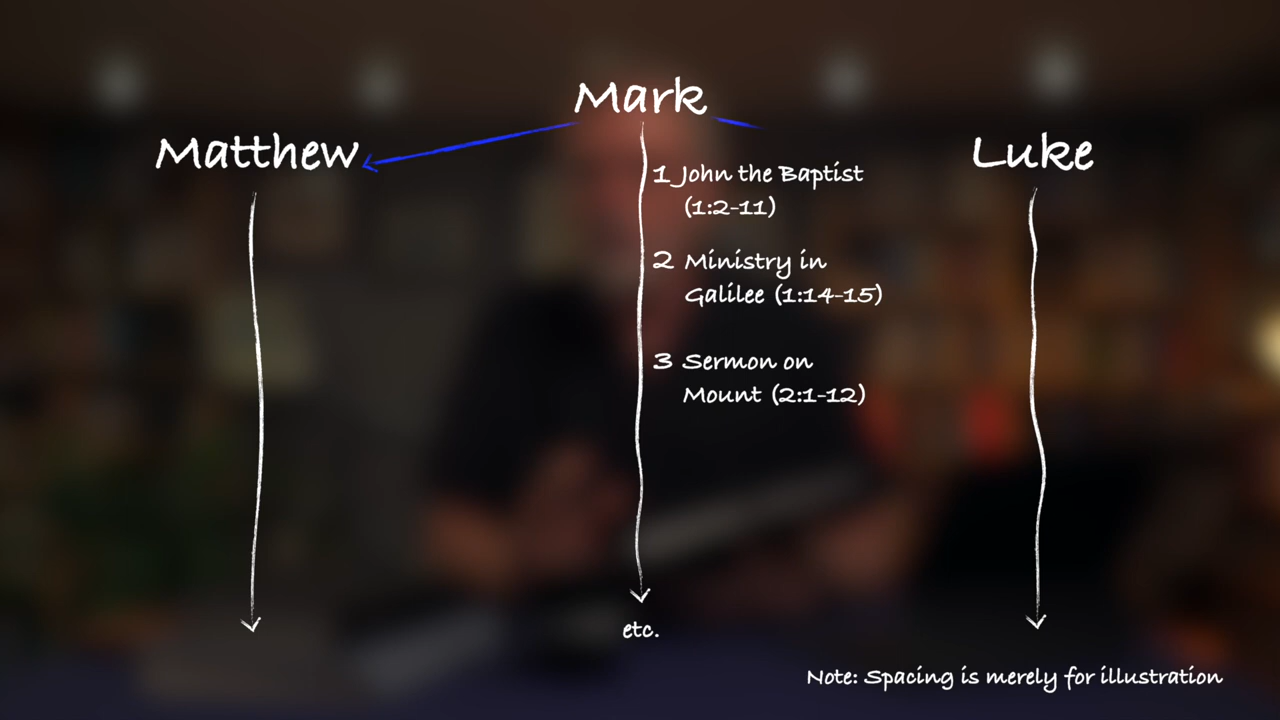 Mark
Matthew
Luke
1 John the Baptist
(1:2-11)
2 Ministry in
Galilee (1:14-15)
3 Sermon on
Mount (2:1-12)
etc.
Note: Spacing is merely for illustration